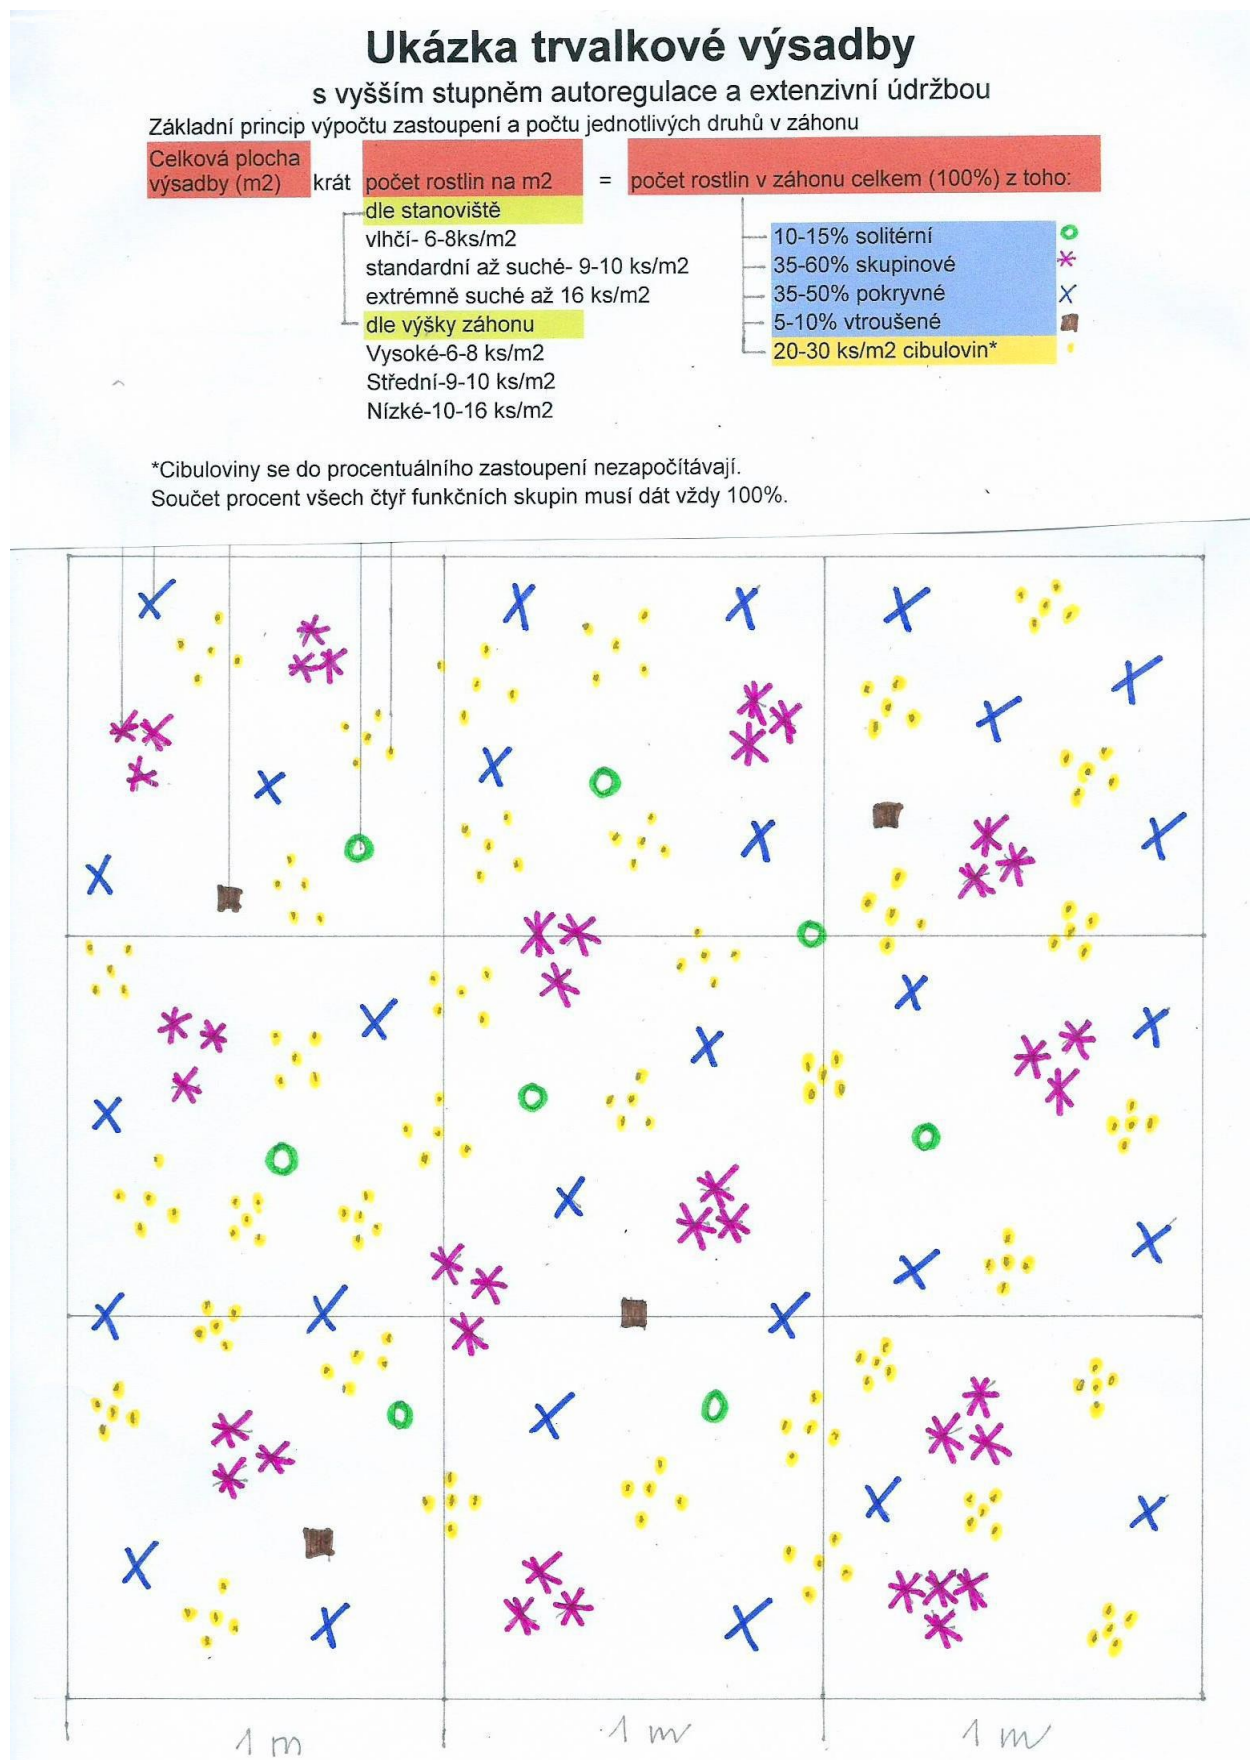 Ukázka trvalkové výsadby
s vyšším stupněm autoregulace a extenzivní údržbou
Základní princip výpočtu zastoupení a počtu jednotlivých druhů v záhonu
Celková plocha
výsadby (m2) krát počet rostlin na m2 = počet rostlin v záhonu celkem (100%) z toho:
dle stanoviště
vlhčí- 6-8ks/m2
standardní až suché- 9-10 ks/m2
extrémně suché až 16 ks/m2
dle výšky záhonu
Vysoké-6-8 ks/m2
Střední-9-10 ks/m2
Nízké-10-16 ks/m2
10-15% solitérní
35-60% skupinové
35-50% pokryvné
5-10% vtroušené
20-30 ks/m2 cibulovin*
*Cibuloviny se do procentuálního zastoupení nezapočítávají.
Součet procent všech čtyř funkčních skupin musí dát vždy 100%.
1 m 1 m 1 m